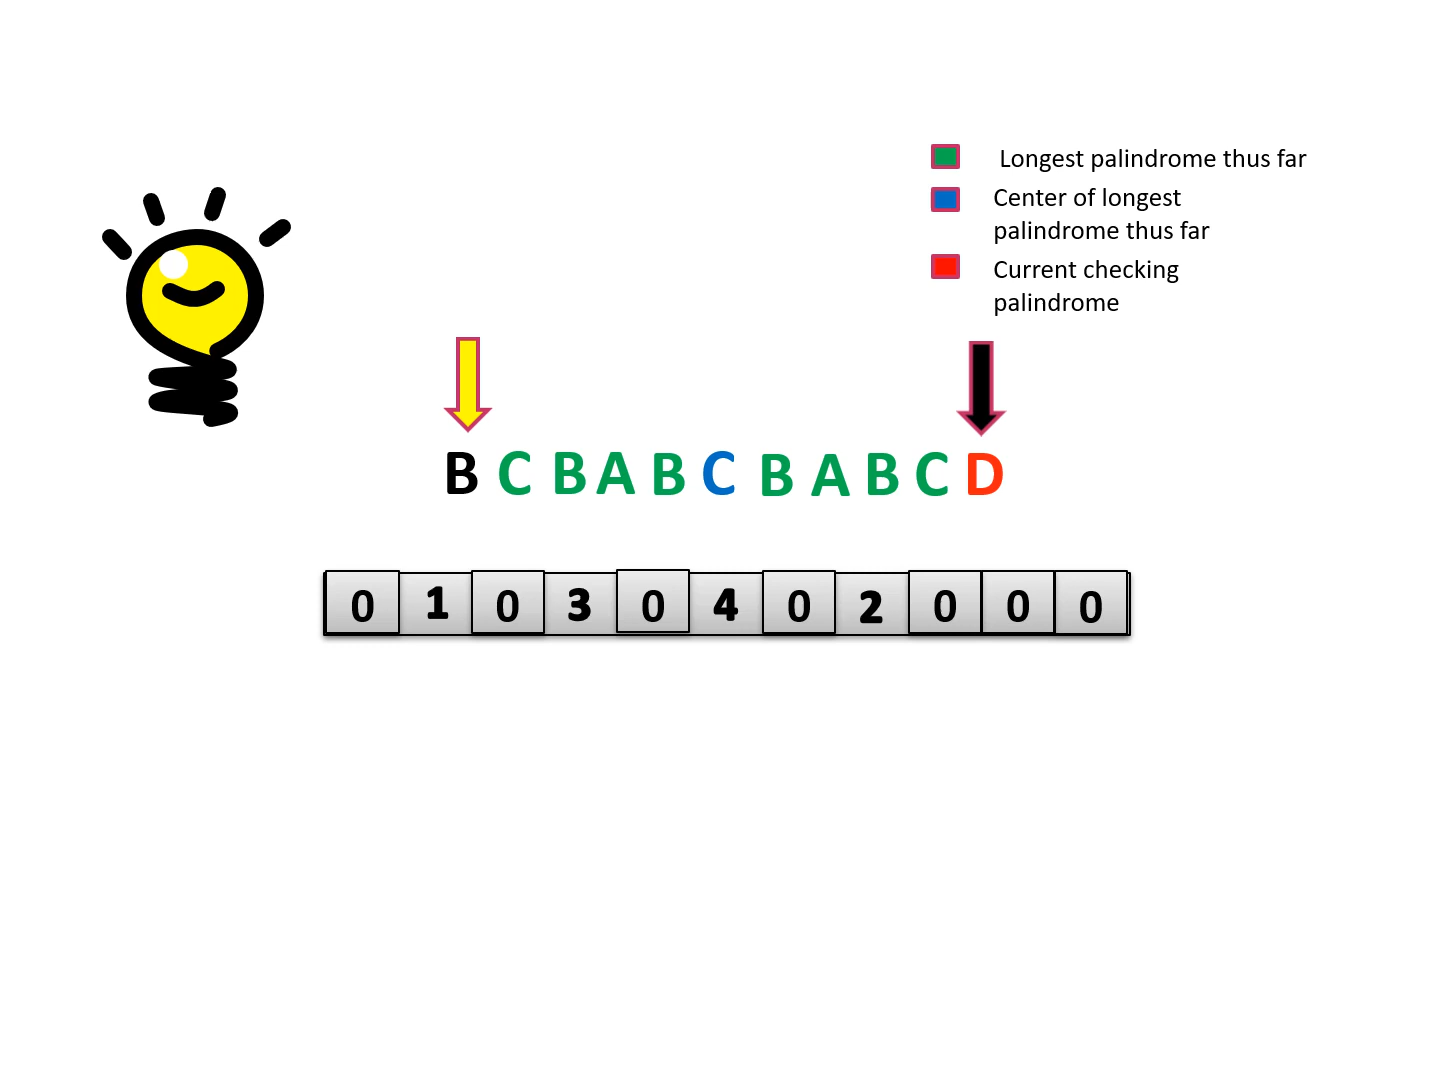 Longest palindrome thus far
Center of longest
palindrome thus far
Current checking
palindrome
B C B A B C B A B C D
0 1 0 3 0 4 0 2 0 0 0